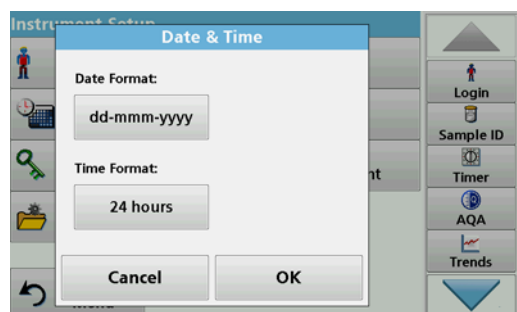 Date & Time
Date Format:
dd-mmm-yyyy
Time Format:
24 hours
Cancel
OK
Login
Sample ID
Timer
AQA
Trends